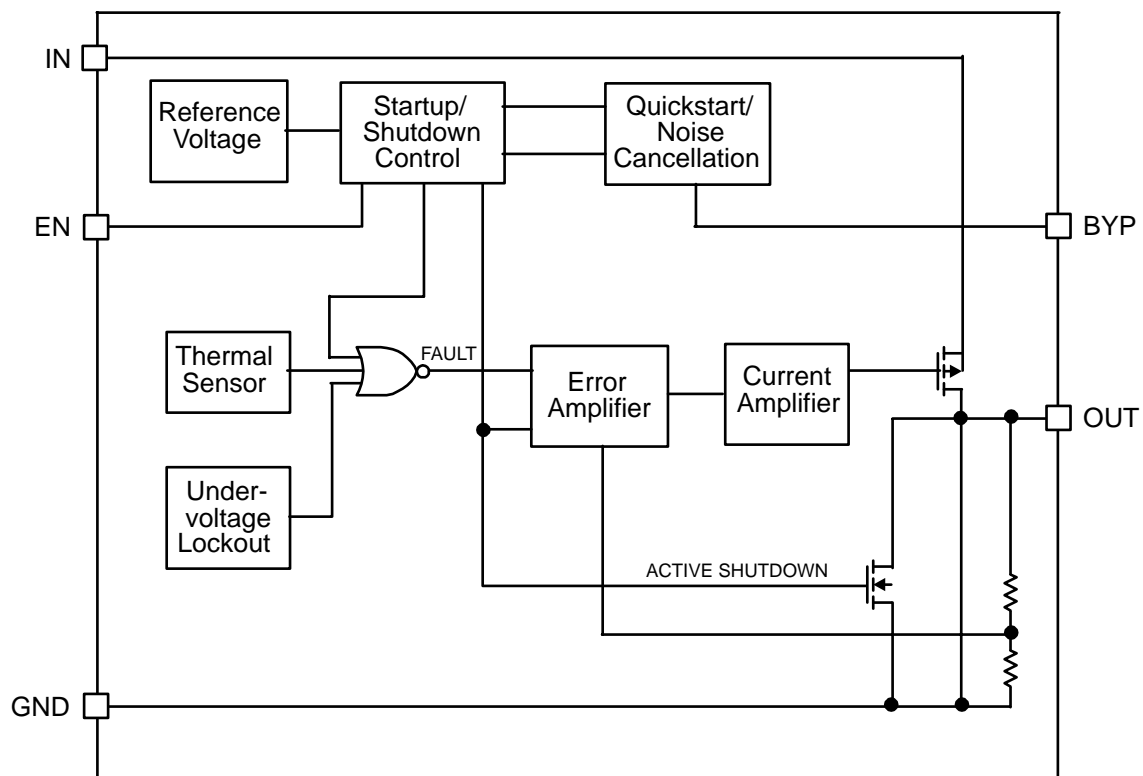 IN
Reference
Voltage
Startup/
Shutdown
Control
Quickstart/
Noise
Cancellation
EN
BYP
Thermal
Sensor
FAULT
Error
Amplifier
Current
Amplifier
OUT
Under-
voltage
Lockout
ACTIVE SHUTDOWN
GND